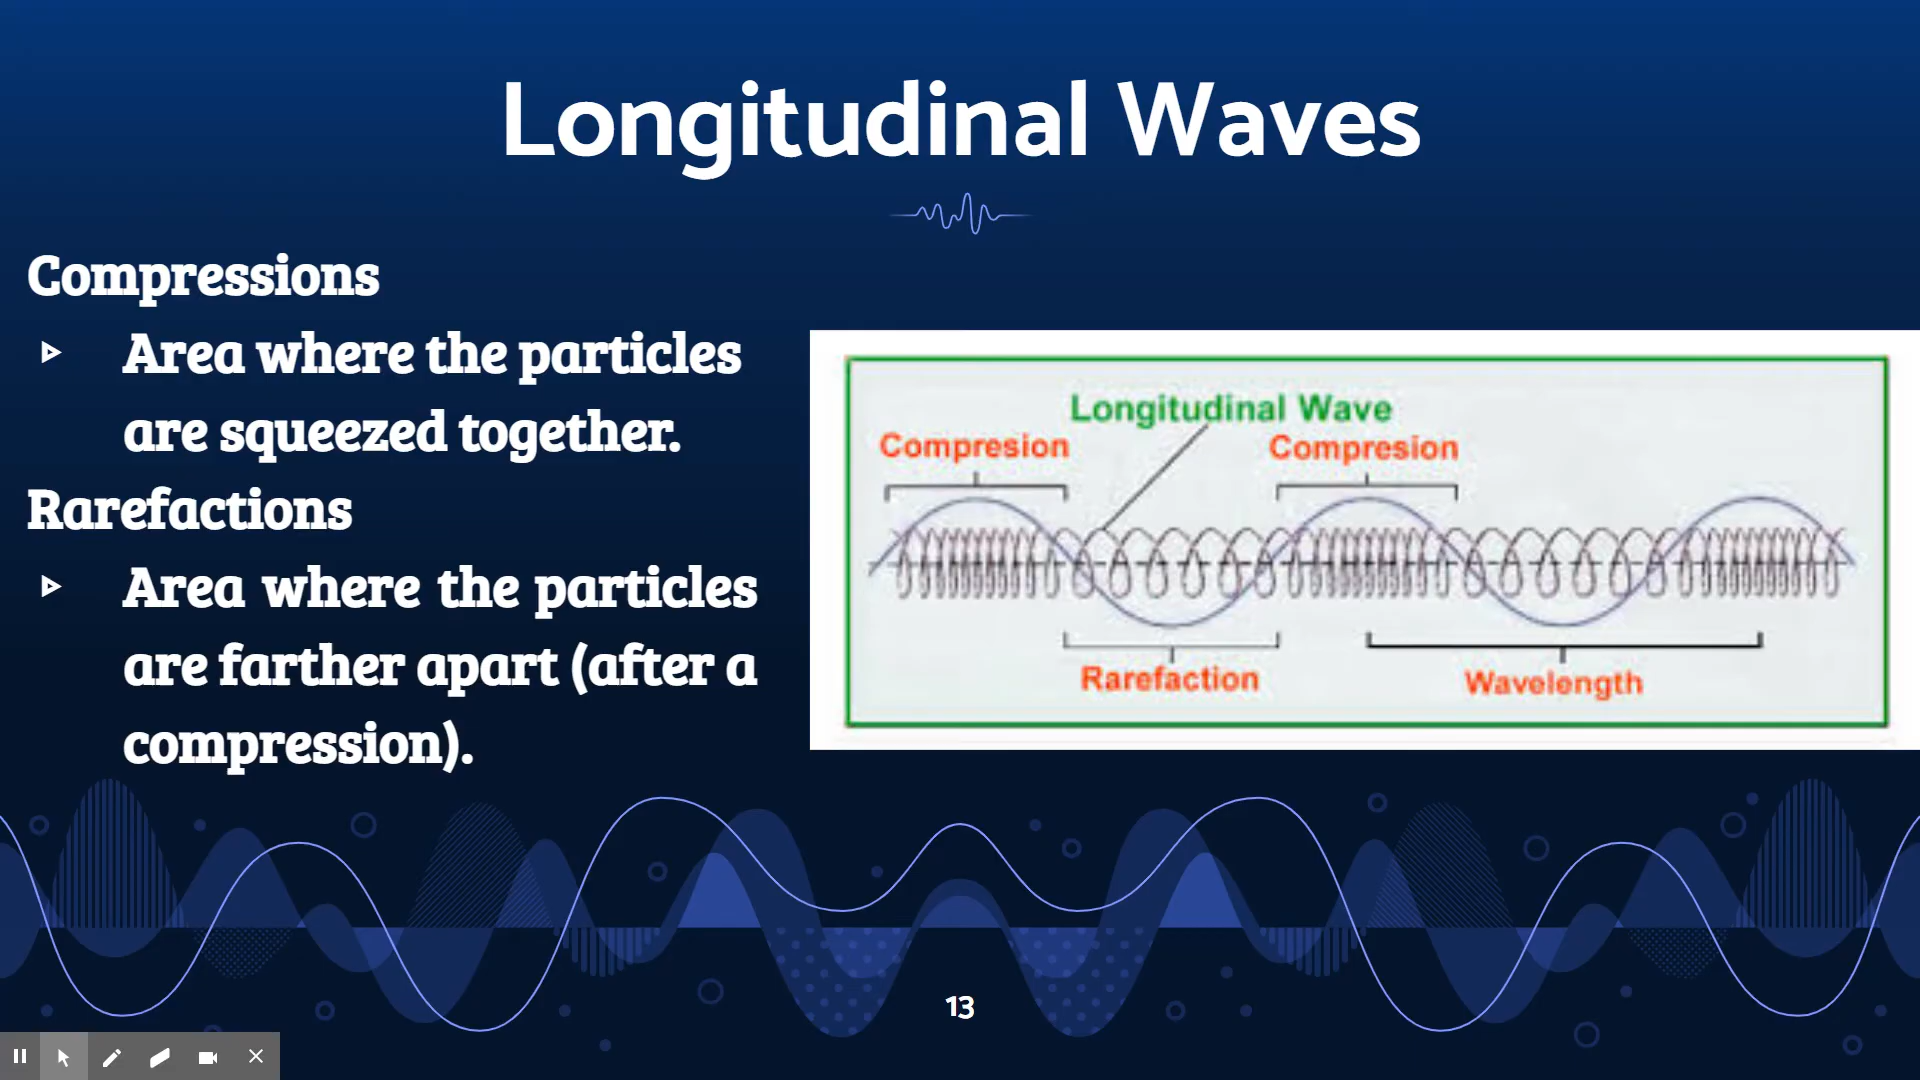 Longitudinal Waves
Compressions
Area where the particles
are squeezed together.
Rarefactions
Area where the particles
are farther apart (after a
compression).
Longitudinal Wave
Compresion
Compresion
Rarefaction
Wavelength
13